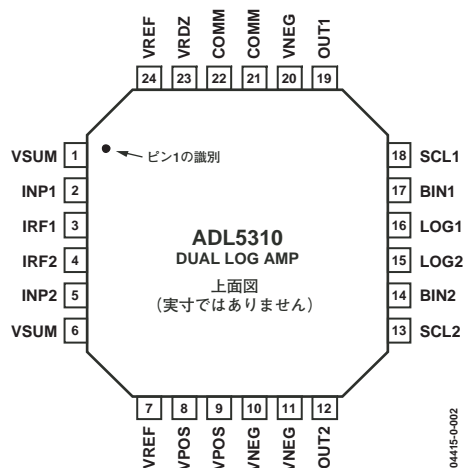 VREF VRDZ COMM COMM VNEG OUT1
24 23 22 21 20 19
VSUM 1
INP1 2
IRF1 3
IRF2 4
INP2 5
VSUM 6
ピン1の識別
ADL5310
DUAL LOG AMP
上面図
(実寸ではありません)
18 SCL1
17 BIN1
16 LOG1
15 LOG2
14 BIN2
13 SCL2
7 8 9 10 11 12
VREF VPOS VPOS VNEG VNEG OUT2
04415-0-002